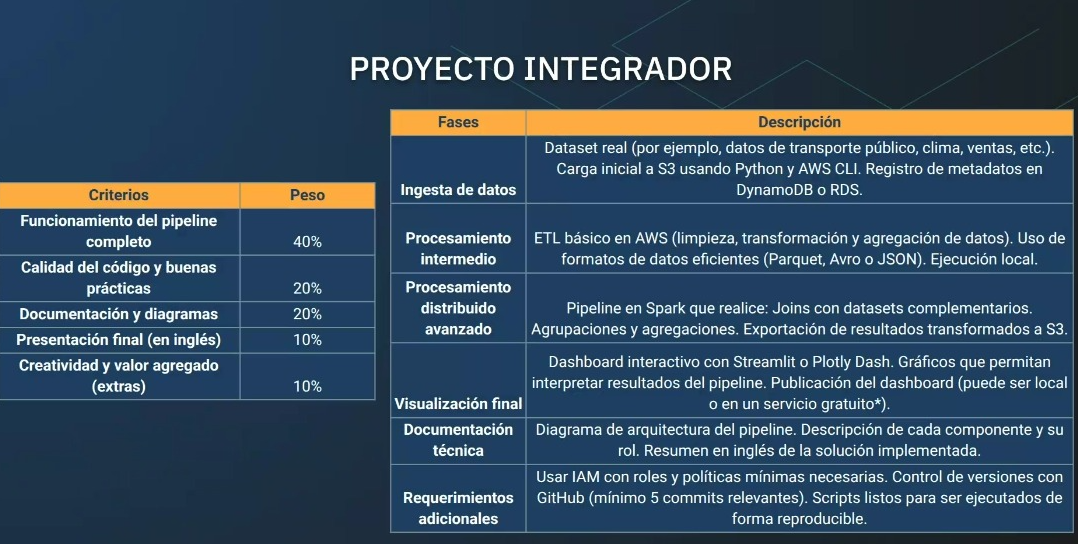 PROYECTO INTEGRADOR
Criterios Peso
Funcionamiento del pipeline
completo 40%
Calidad del código y buenas
prácticas 20%
Documentación y diagramas 20%
Presentación final (en inglés) 10%
Creatividad y valor agregado
(extras) 10%
Fases Descripción
Dataset real (por ejemplo, datos de transporte público, clima, ventas, etc.).
Carga inicial a S3 usando Python y AWS CLI. Registro de metadatos en
Ingesta de datos DynamoDB o RDS.
Procesamiento ETL básico en AWS (limpieza, transformación y agregación de datos). Uso de
intermedio formatos de datos eficientes (Parquet, Avro o JSON). Ejecución local.
Procesamiento
distribuido Pipeline en Spark que realice: Joins con datasets complementarios.
avanzado Agrupaciones y agregaciones. Exportación de resultados transformados a S3.
Dashboard interactivo con Streamlit o Plotly Dash. Gráficos que permitan
interpretar resultados del pipeline. Publicación del dashboard (puede ser local
Visualización final o en un servicio gratuito*).
Documentación Diagrama de arquitectura del pipeline. Descripción de cada componente y su
técnica rol. Resumen en inglés de la solución implementada.
Usar IAM con roles y políticas mínimas necesarias. Control de versiones con
Requerimientos GitHub (mínimo 5 commits relevantes). Scripts listos para ser ejecutados de
adicionales forma reproducible.